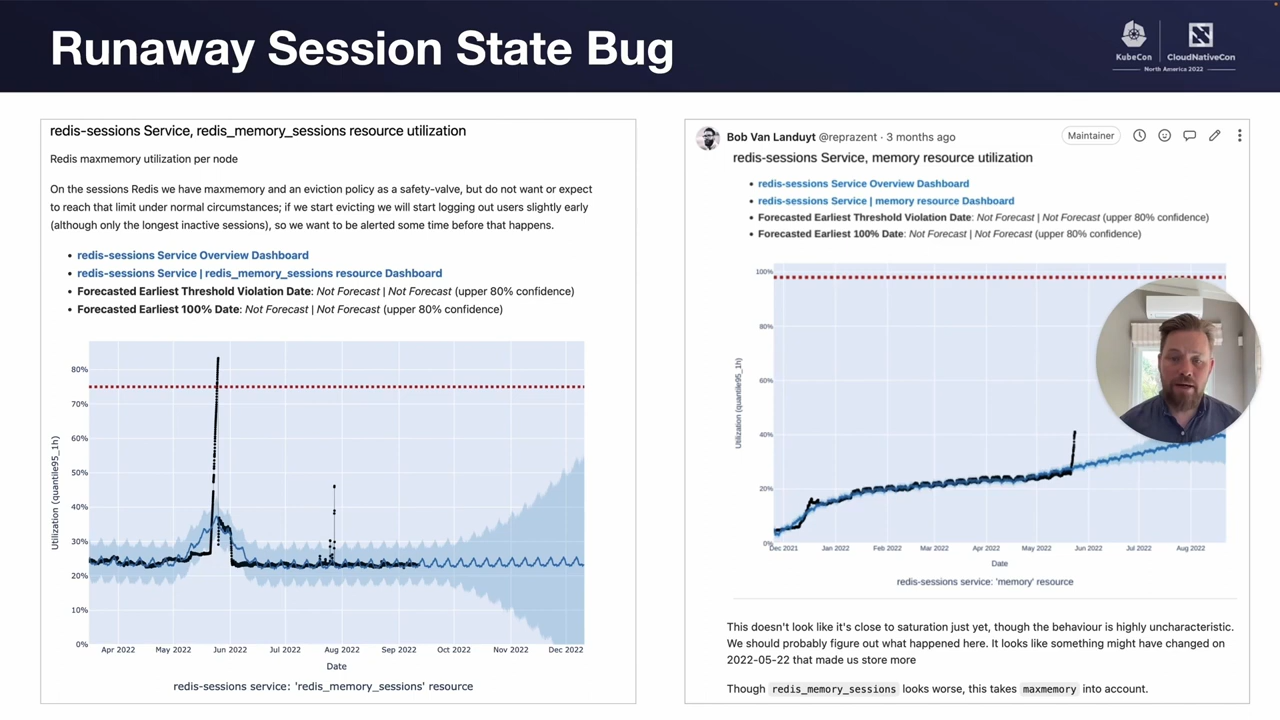 Runaway Session State Bug
KubeCon
CloudNativeCon
North America 2022
redis-sessions Service, redis_memory_sessions resource utilization
Redis maxmemory utilization per node
On the sessions Redis we have maxmemory and an eviction policy as a safety-valve, but do not want or expect
to reach that limit under normal circumstances; if we start evicting we will start logging out users slightly early
(although only the longest inactive sessions), so we want to be alerted some time before that happens.
• redis-sessions Service Overview Dashboard
• redis-sessions Service | redis_memory_sessions resource Dashboard
• Forecasted Earliest Threshold Violation Date: Not Forecast | Not Forecast (upper 80% confidence)
• Forecasted Earliest 100% Date: Not Forecast | Not Forecast (upper 80% confidence)
80%
70%
60%
50%
40%
30%
20%
10%
0%
Utilization (quantile95_1h)
Apr 2022 May 2022 Jun 2022 Jul 2022 Aug 2022 Sep 2022 Oct 2022 Nov 2022 Dec 2022
Date
redis-sessions service: 'redis_memory_sessions' resource
Bob Van Landuyt @reprazent · 3 months ago
Maintainer
redis-sessions Service, memory resource utilization
• redis-sessions Service Overview Dashboard
• redis-sessions Service | memory resource Dashboard
• Forecasted Earliest Threshold Violation Date: Not Forecast | Not Forecast (upper 80% confidence)
• Forecasted Earliest 100% Date: Not Forecast | Not Forecast (upper 80% confidence)
100%
80%
60%
40%
20%
0%
Utilization (quantile95_1h)
Dec 2021 Jan 2022 Feb 2022 Mar 2022 Apr 2022 May 2022 Jun 2022 Jul 2022 Aug 2022
Date
redis-sessions service: 'memory' resource
This doesn't look like it's close to saturation just yet, though the behaviour is highly uncharacteristic.
We should probably figure out what happened here. It looks like something might have changed on
2022-05-22 that made us store more
Though redis_memory_sessions looks worse, this takes maxmemory into account.